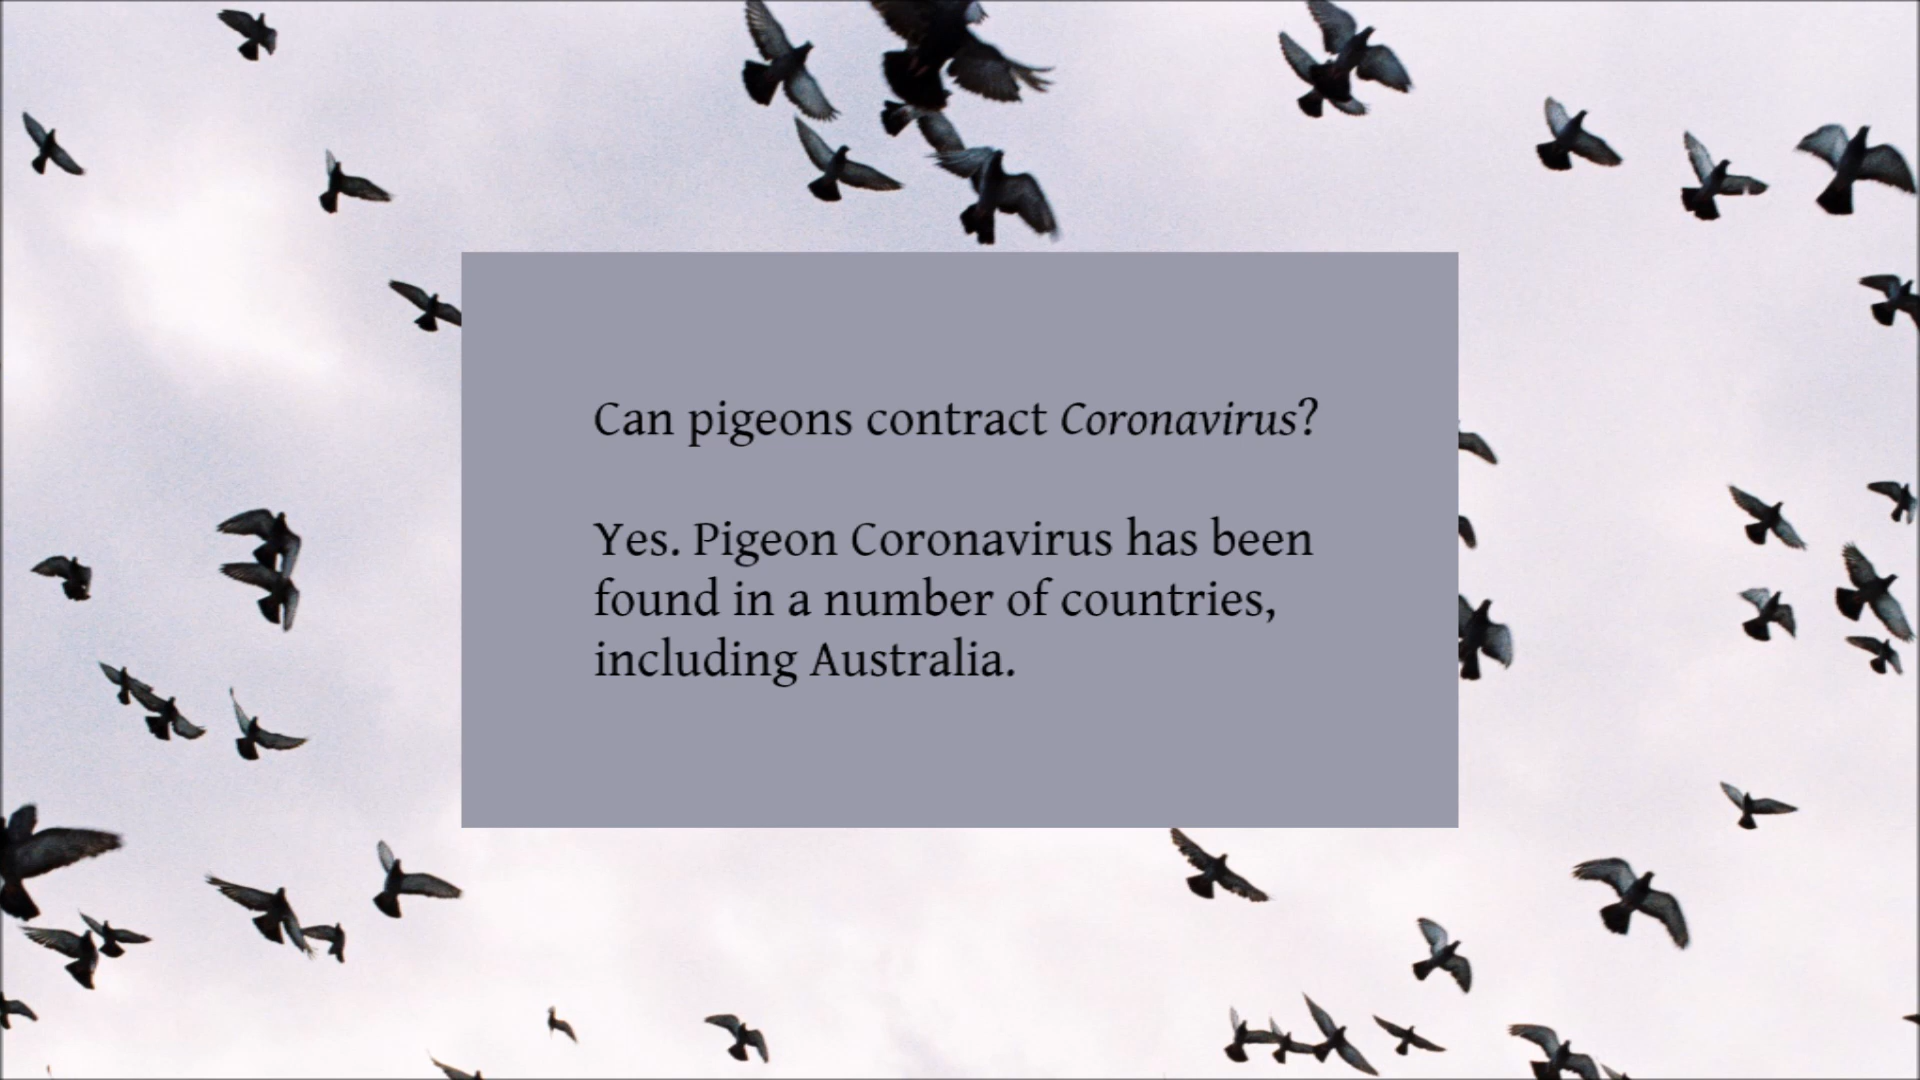 Can pigeons contract Coronavirus?
Yes. Pigeon Coronavirus has been
found in a number of countries,
including Australia.